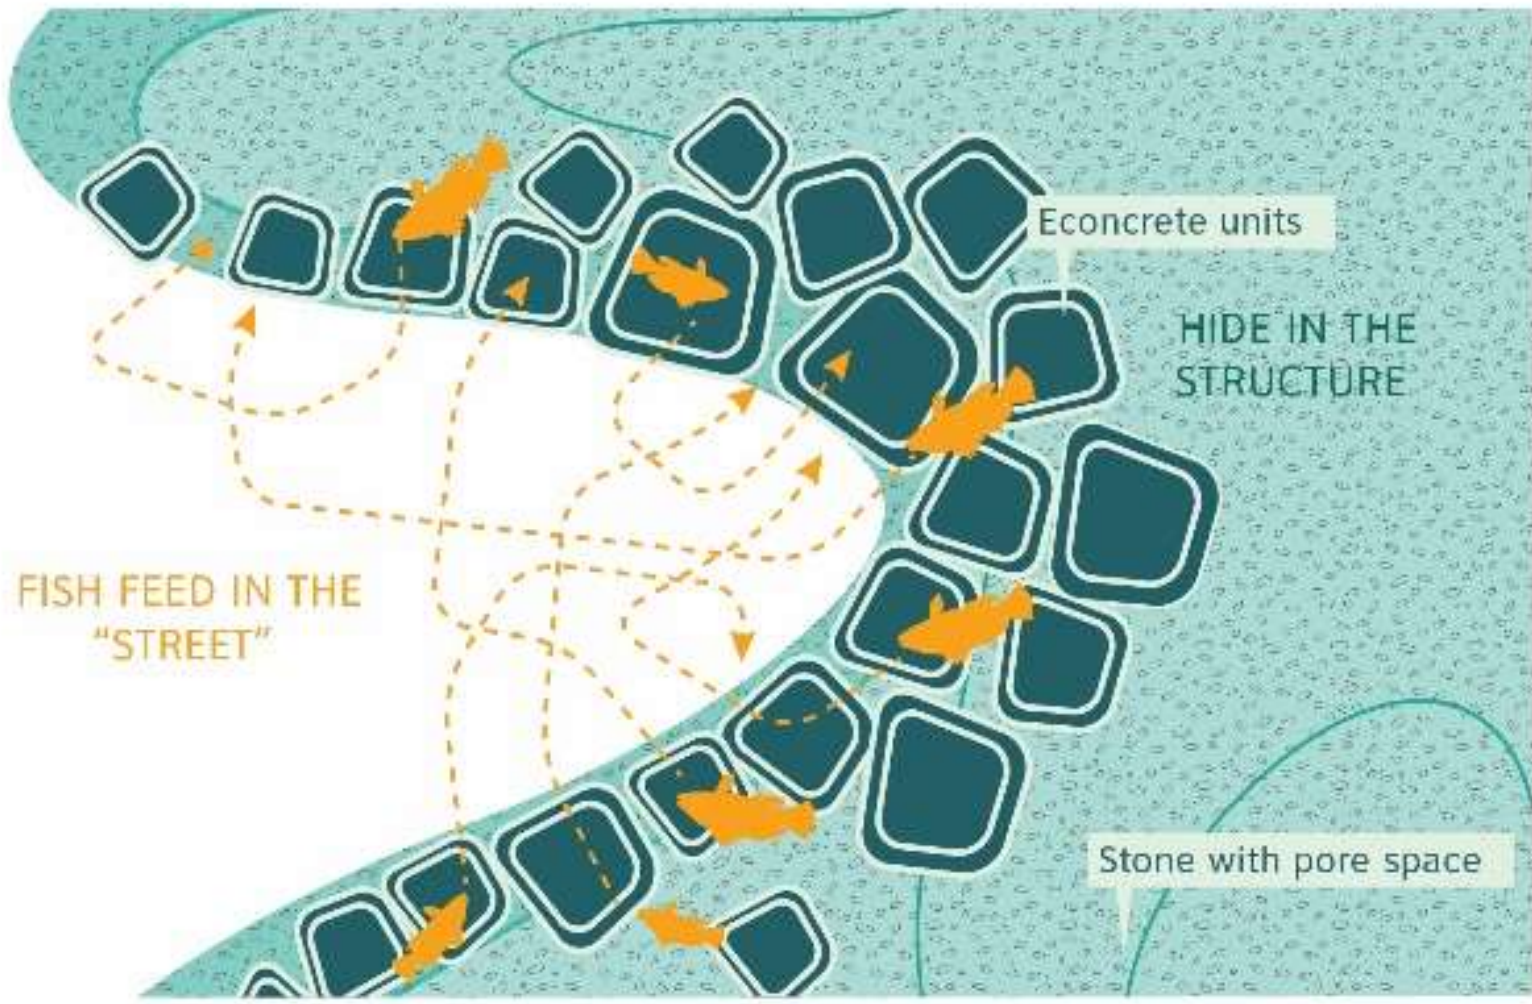 Econcrete units
HIDE IN THE
STRUCTURE
FISH FEED IN THE
“STREET”
Stone with pore space